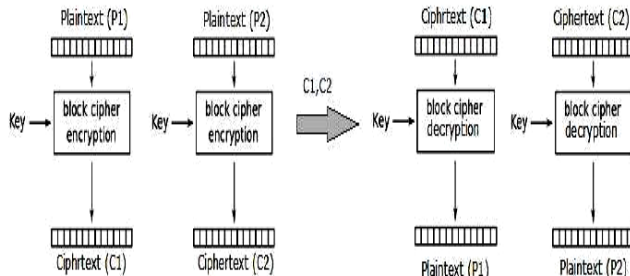 Plaintext (P1)
Plaintext (P2)
Ciphrtext (C1)
Ciphertext (C2)
C1,C2
Key
block cipher
encryption
Key
block cipher
encryption
Key
block cipher
decryption
Key
block cipher
decryption
Ciphrtext (C1)
Ciphertext (C2)
Plaintext (P1)
Plaintext (P2)